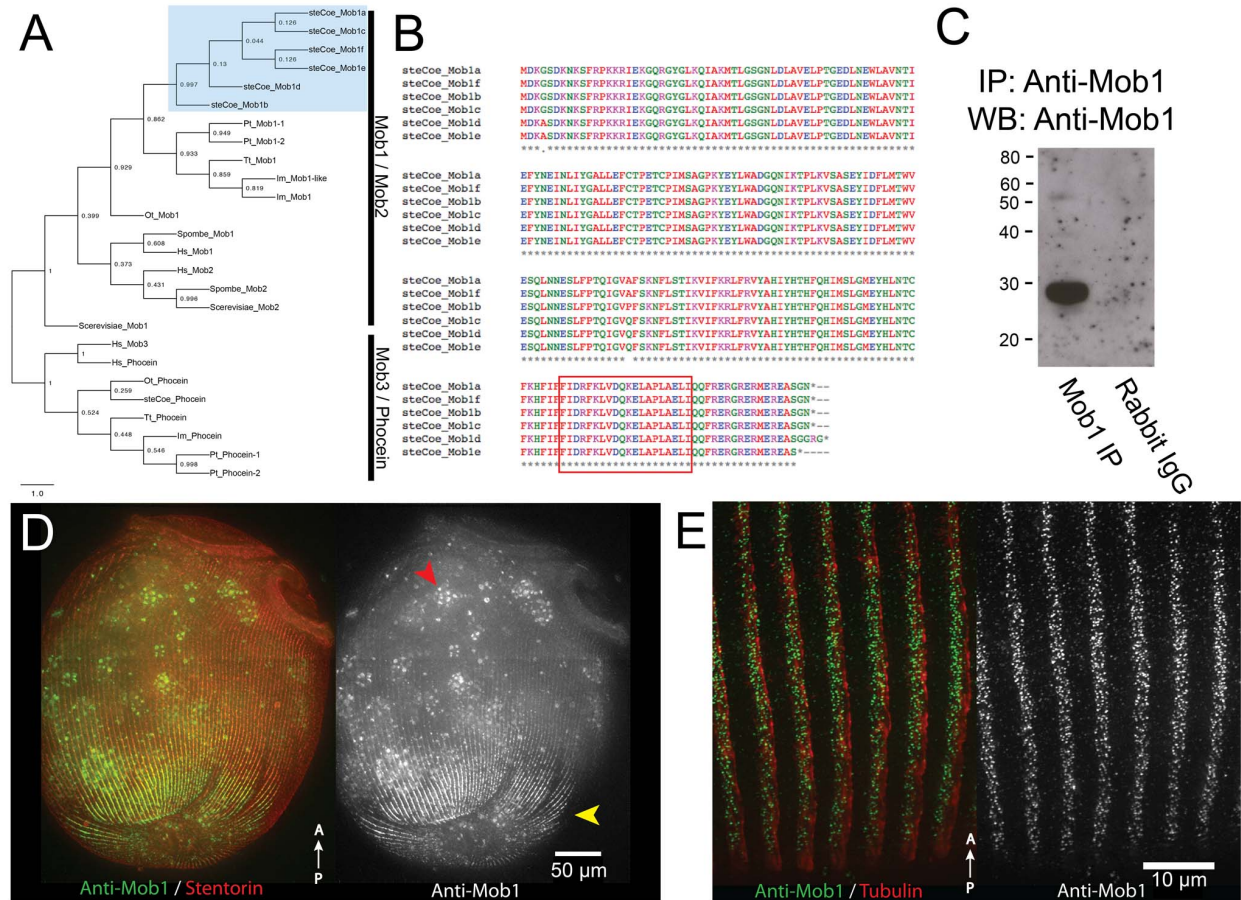 A
steCoe_Mob1a
0.126
steCoe_Mob1c
0.044
steCoe_Mob1f
0.126
0.13
steCoe_Mob1e
0.997
steCoe_Mob1d
steCoe_Mob1b
0.862
Pt_Mob1-1
0.949
Pt_Mob1-2
0.933
Tt_Mob1
0.859
Im_Mob1-like
0.819
Im_Mob1
0.929
Ot_Mob1
0.399
Spombe_Mob1
0.608
Hs_Mob1
0.373
Hs_Mob2
0.431
Spombe_Mob2
0.996
Scerevisiae_Mob2
1
Scerevisiae_Mob1
Hs_Mob3
1
Hs_Phocein
1
Ot_Phocein
0.259
steCoe_Phocein
0.524
Tt_Phocein
0.448
Im_Phocein
0.546
Pt_Phocein-1
0.998
Pt_Phocein-2
1.0
Mob1 / Mob2
Mob3 / Phocein
B
steCoe_Mob1a MDKGSDKNKSFRPKKRIEKGQRGYGLKQIAKMTLGSGNLDLAVELPTGEDLNEWLAVNTI
steCoe_Mob1f MDKASDKNKSFRPKKRIEKGQRGYGLKQIAKMTLGSGNLDLAVELPTGEDLNEWLAVNTI
steCoe_Mob1b MDKGSDKNKSFRPKKRIEKGQRGYGLKQIAKMTLGSGNLDLAVELPTGEDLNEWLAVNTI
steCoe_Mob1c MDKGSDKNKSFRPKKRIEKGQRGYGLKQIAKMTLGSGNLDLAVELPTGEDLNEWLAVNTI
steCoe_Mob1d MDKASDKNKSFRPKKRIEKGQRGYGLKQIAKMTLGSGNLDLAVELPTGEDLNEWLAVNTI
steCoe_Mob1e MDKASDKNKSFRPKKRIEKGQRGYGLKQIAKMTLGSGNLDLAVELPTGEDLNEWLAVNTI
***.********************************************************
steCoe_Mob1a EFYNEINLIYGALLEFCTPETCPIMSAGPKYEYLWADGQNIKTPLKVSASEYIDFLMTWV
steCoe_Mob1f EFYNEINLIYGALLEFCTPETCPIMSAGPKYEYLWADGQNIKTPLKVSASEYIDFLMTWV
steCoe_Mob1b EFYNEINLIYGALLEFCTPETCPIMSAGPKYEYLWADGQNIKTPLKVSASEYIDFLMTWV
steCoe_Mob1c EFYNEINLIYGALLEFCTPETCPIMSAGPKYEYLWADGQNIKTPLKVSASEYIDFLMTWV
steCoe_Mob1d EFYNEINLIYGALLEFCTPETCPIMSAGPKYEYLWADGQNIKTPLKVSASEYIDFLMTWV
steCoe_Mob1e EFYNEINLIYGALLEFCTPETCPIMSAGPKYEYLWADGQNIKTPLKVSASEYIDFLMTWV
************************************************************
steCoe_Mob1a ESQLNNESLFPTQIGVAFSKNFLSTIKVIFKRLFRVYAHIYHTHFQHIMSLGMEYHLNTC
steCoe_Mob1f
steCoe_Mob1b
steCoe_Mob1c
steCoe_Mob1d
steCoe_Mob1e
**************** *******************************************
steCoe_Mob1a FKHFIFFIDRFKLVDQKELAPLAELIQQFRERGRERMEREASGN*--
steCoe_Mob1f FKHFIFFIDRFKLVDQKELAPLAELIQQFRERGRERMEREASGN*--
steCoe_Mob1b FKHFIFFIDRFKLVDQKELAPLAELIQQFRERGRERMEREASGN*--
steCoe_Mob1c FKHFIFFIDRFKLVDQKELAPLAELIQQFRERGRERMEREASGN*--
steCoe_Mob1d FKHFIFFIDRFKLVDQKELAPLAELIQQFRERGRERMEREASGGRG*
steCoe_Mob1e FKHFIFFIDRFKLVDQKELAPLAELIQQFRERGRERMEREAS*----
******************************************
C
IP: Anti-Mob1
WB: Anti-Mob1
80
60
50
40
30
20
Mob1 IP
Rabbit IgG
D
A
P
50 µm
Anti-Mob1 / Stentorin
Anti-Mob1
E
A
P
10 µm
Anti-Mob1 / Tubulin
Anti-Mob1